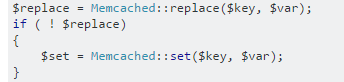 $replace = Memcached::replace($key, $var);
if ( ! $replace)
{
    $set = Memcached::set($key, $var);
}